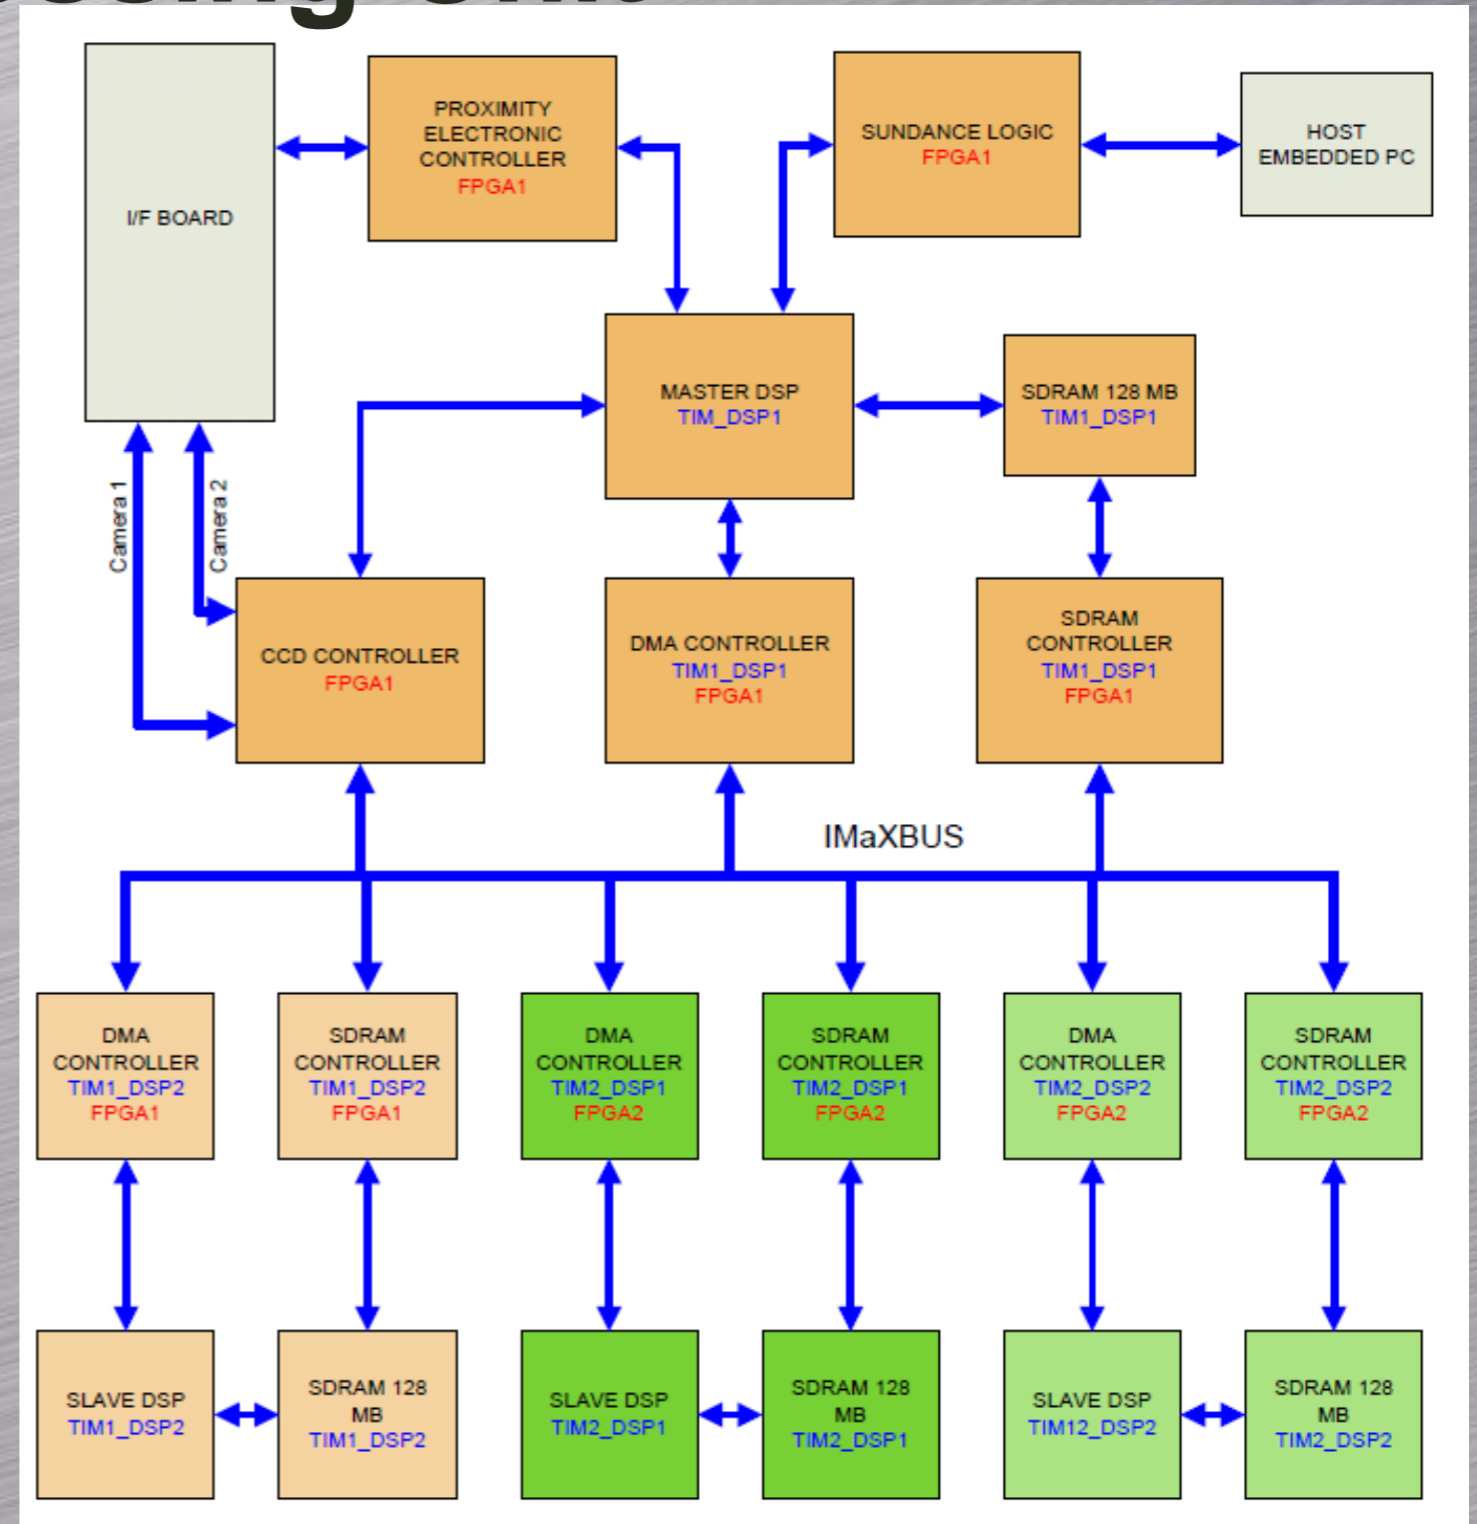 PROXIMITY
ELECTRONIC
CONTROLLER
FPGA1
SUNDANCE LOGIC
FPGA1
HOST
EMBEDDED PC
I/F BOARD
MASTER DSP
TIM_DSP1
SDRAM 128 MB
TIM1_DSP1
Camera 1
Camera 2
CCD CONTROLLER
FPGA1
DMA CONTROLLER
TIM1_DSP1
FPGA1
SDRAM
CONTROLLER
TIM1_DSP1
FPGA1
IMaXBUS
DMA
CONTROLLER
TIM1_DSP2
FPGA1
SDRAM
CONTROLLER
TIM1_DSP2
FPGA1
DMA
CONTROLLER
TIM2_DSP1
FPGA2
SDRAM
CONTROLLER
TIM2_DSP1
FPGA2
DMA
CONTROLLER
TIM2_DSP2
FPGA2
SDRAM
CONTROLLER
TIM2_DSP2
FPGA2
SLAVE DSP
TIM1_DSP2
SDRAM 128
MB
TIM1_DSP2
SLAVE DSP
TIM2_DSP1
SDRAM 128
MB
TIM2_DSP1
SLAVE DSP
TIM12_DSP2
SDRAM 128
MB
TIM2_DSP2